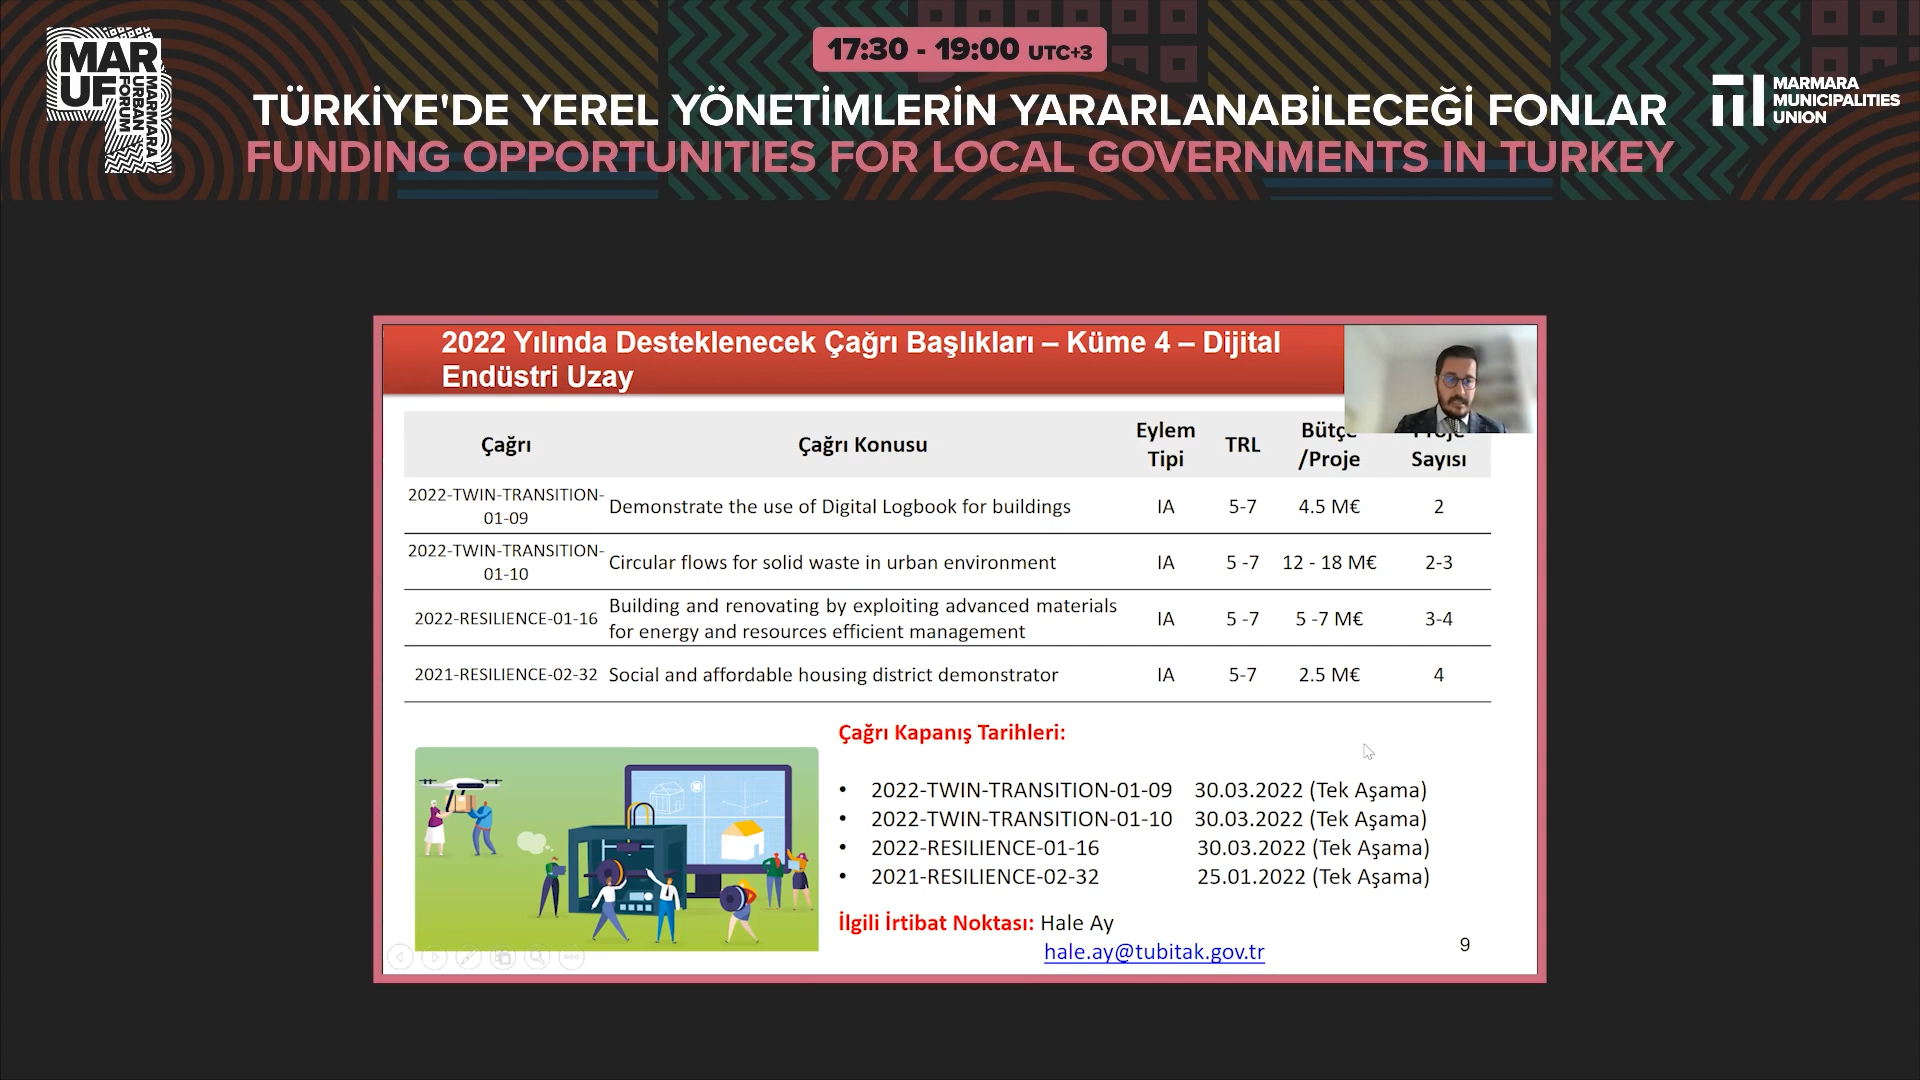 MAR
UF
MARMARA
URBAN
FORUM
17:30 - 19:00 UTC+3
TÜRKİYE'DE YEREL YÖNETİMLERİN YARARLANABİLECEĞİ FONLAR
FUNDING OPPORTUNITIES FOR LOCAL GOVERNMENTS IN TURKEY
MARMARA
MUNICIPALITIES
UNION
2022 Yılında Desteklenecek Çağrı Başlıkları – Küme 4 – Dijital
Endüstri Uzay
Çağrı Çağrı Konusu Eylem Tipi TRL Bütçe /Proje Proje Sayısı
2022-TWIN-TRANSITION-
01-09 Demonstrate the use of Digital Logbook for buildings IA 5-7 4.5 M€ 2
2022-TWIN-TRANSITION-
01-10 Circular flows for solid waste in urban environment IA 5 -7 12 - 18 M€ 2-3
2022-RESILIENCE-01-16 Building and renovating by exploiting advanced materials
for energy and resources efficient management IA 5 -7 5 -7 M€ 3-4
2021-RESILIENCE-02-32 Social and affordable housing district demonstrator IA 5-7 2.5 M€ 4
Çağrı Kapanış Tarihleri:
• 2022-TWIN-TRANSITION-01-09 30.03.2022 (Tek Aşama)
• 2022-TWIN-TRANSITION-01-10 30.03.2022 (Tek Aşama)
• 2022-RESILIENCE-01-16 30.03.2022 (Tek Aşama)
• 2021-RESILIENCE-02-32 25.01.2022 (Tek Aşama)
İlgili İrtibat Noktası: Hale Ay
hale.ay@tubitak.gov.tr
9